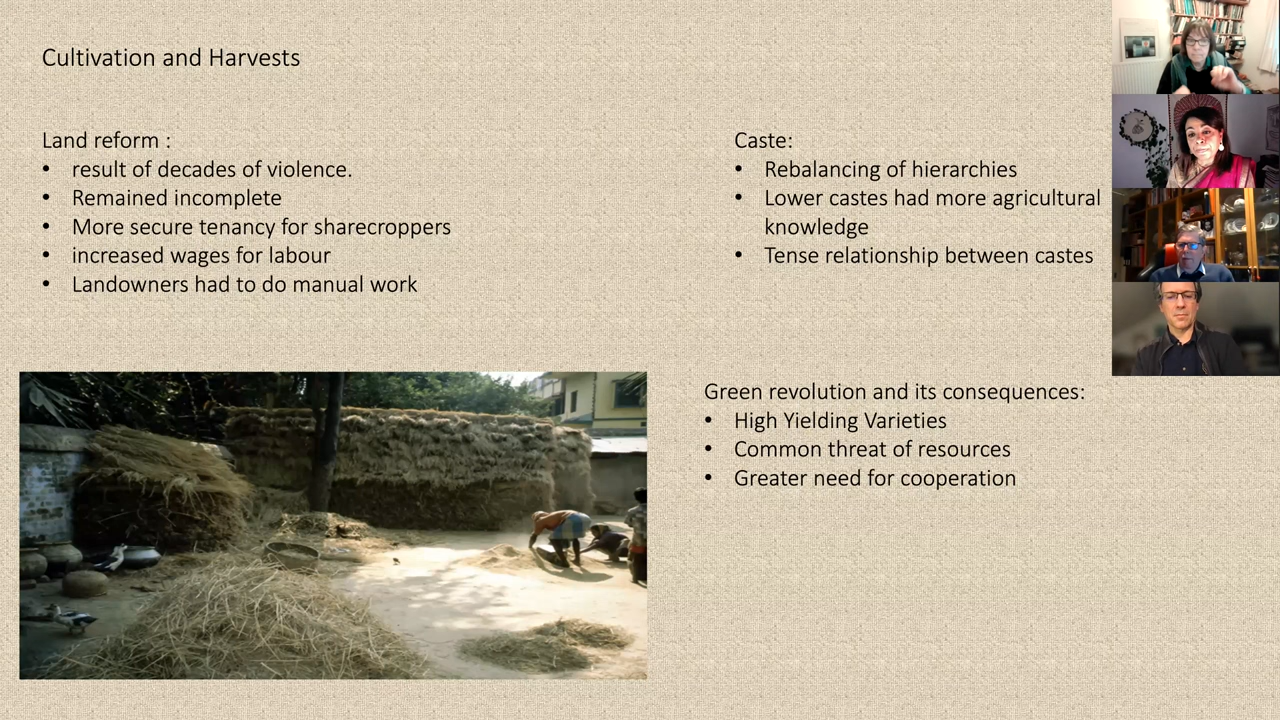 Cultivation and Harvests
Land reform :
• result of decades of violence.
• Remained incomplete
• More secure tenancy for sharecroppers
• increased wages for labour
• Landowners had to do manual work
Caste:
• Rebalancing of hierarchies
• Lower castes had more agricultural
knowledge
• Tense relationship between castes
Green revolution and its consequences:
• High Yielding Varieties
• Common threat of resources
• Greater need for cooperation